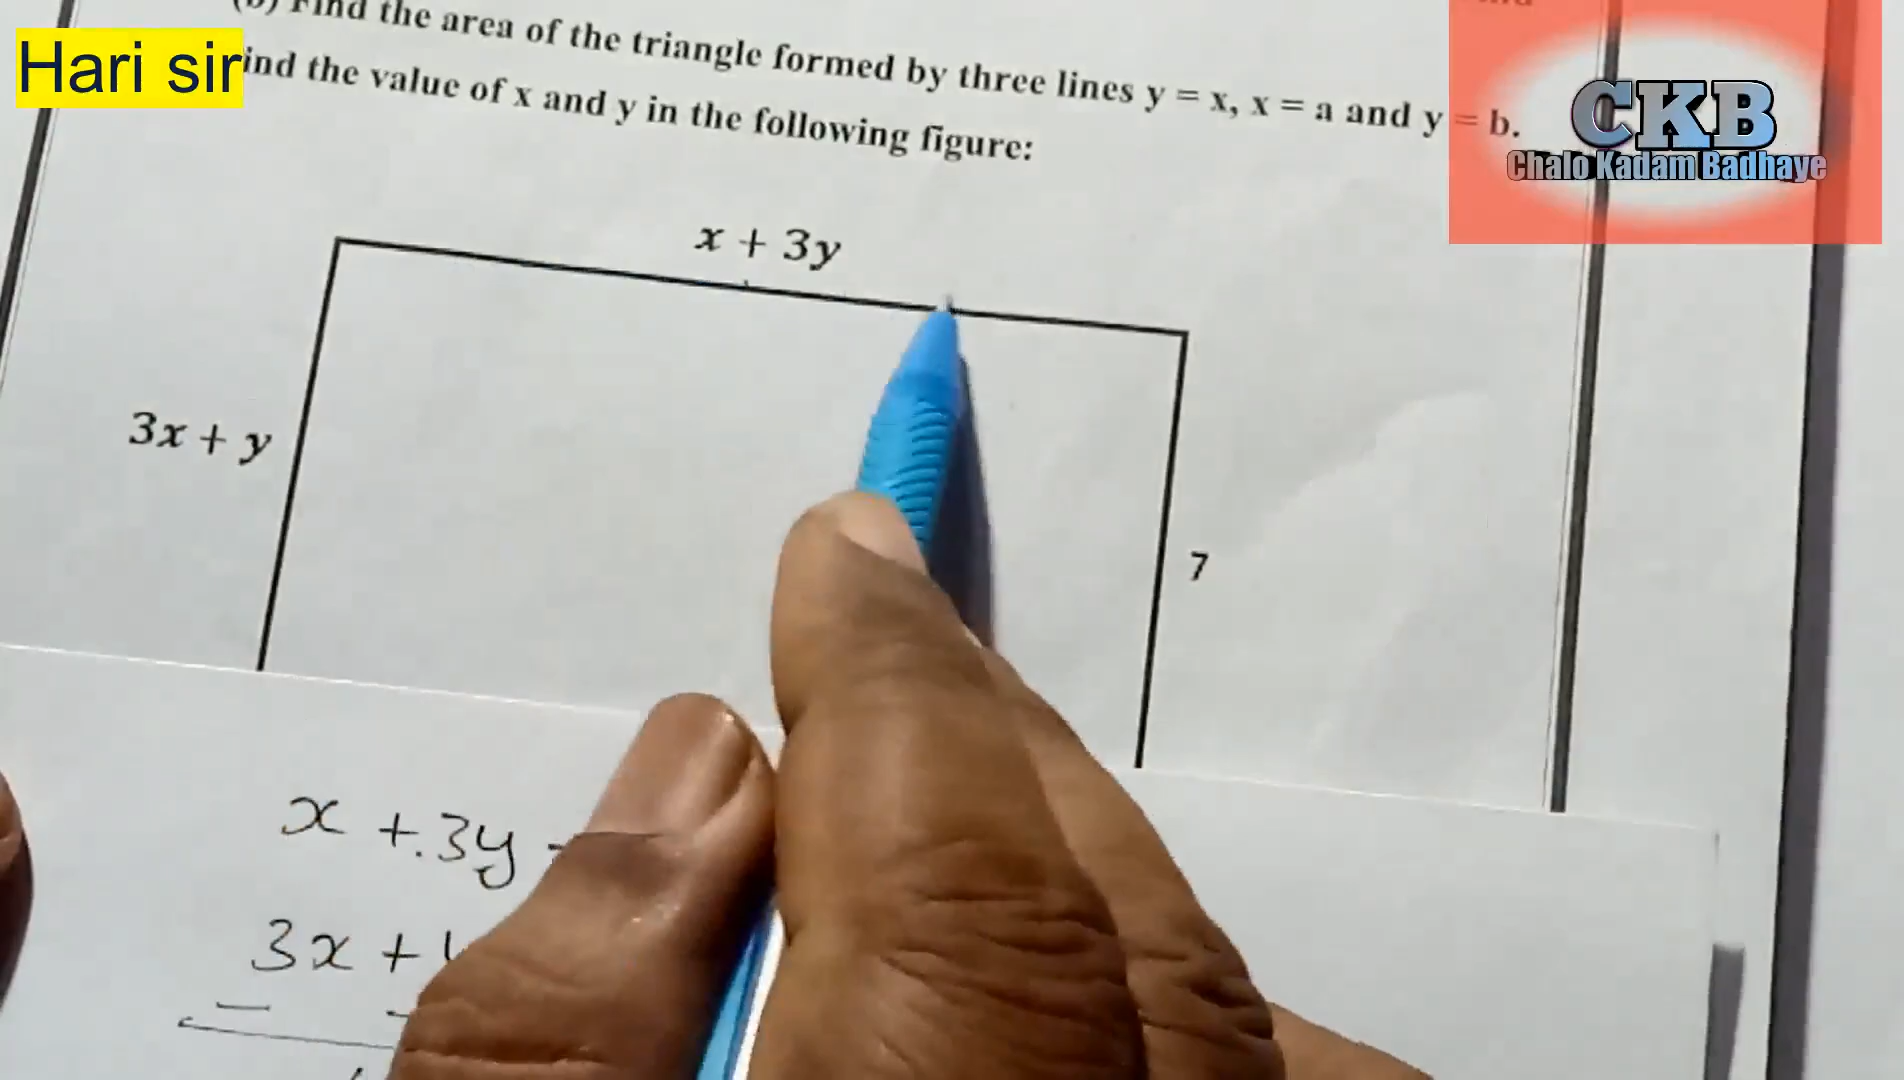 Hari sir
Find the area of the triangle formed by three lines y = x, x = a and y = b.
ind the value of x and y in the following figure:
CKB
Chalo Kadam Badhaye
x + 3y
3x + y
7
x + 3y
3x +